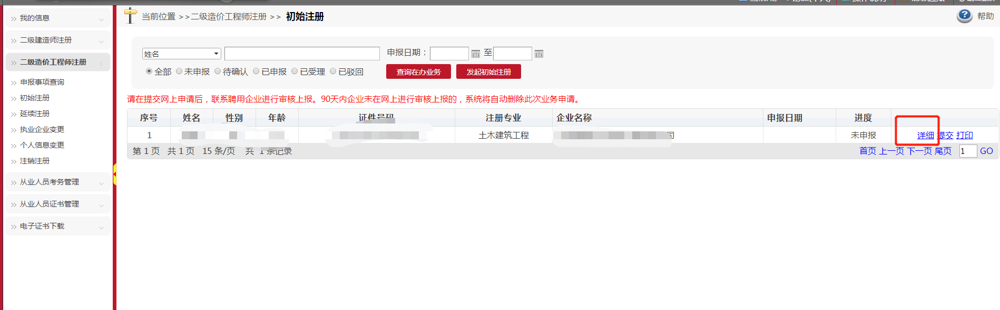 我的信息
二级建造师注册
二级造价工程师注册
申报事项查询
初始注册
延续注册
执业企业变更
个人信息变更
注销注册
从业人员考务管理
从业人员证书管理
电子证书下载
当前位置 >>二级造价工程师注册 >> 初始注册
帮助
姓名 申报日期： 至
全部 未申报 待确认 已申报 已受理 已驳回 查询在办业务 发起初始注册
请在提交网上申请后，联系聘用企业进行审核上报。90天内企业未在网上进行审核上报的，系统将自动删除此次业务申请。
序号 姓名 性别 年龄 证件号码 注册专业 企业名称 申报日期 进度
1 土木建筑工程 司 未申报 详细 提交 打印
第 1 页 共 1 页 15 条/页 共 1 条记录 首页 上一页 下一页 尾页 1 GO